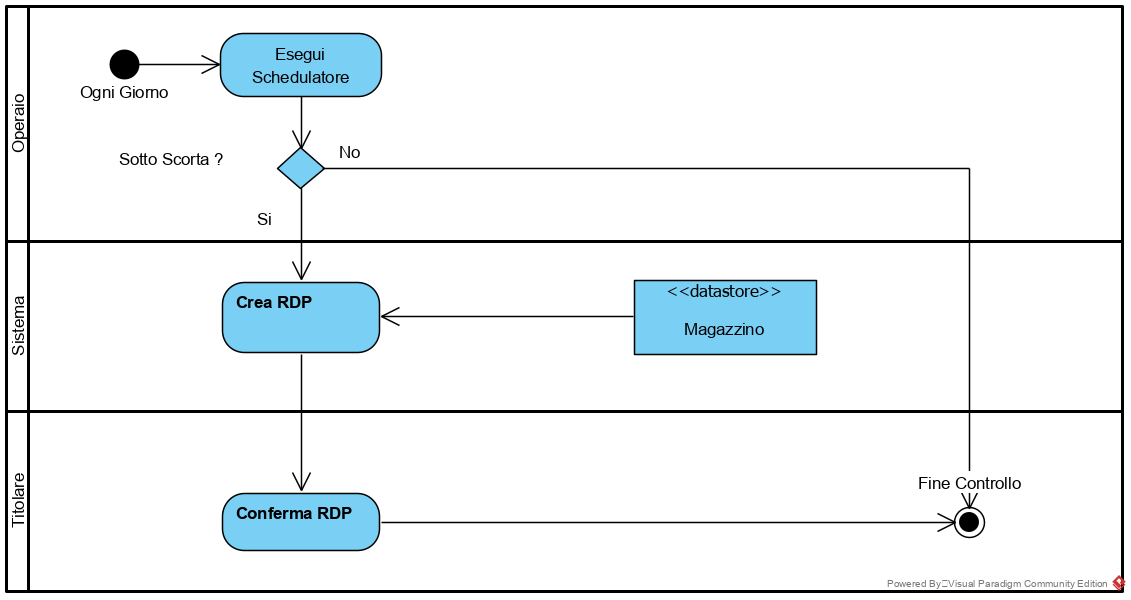 Operaio
Esegui
Schedulatore
Ogni Giorno
Sotto Scorta ?
No
Si
Sistema
Crea RDP
<<datastore>>
Magazzino
Titolare
Fine Controllo
Conferma RDP
Powered By Visual Paradigm Community Edition